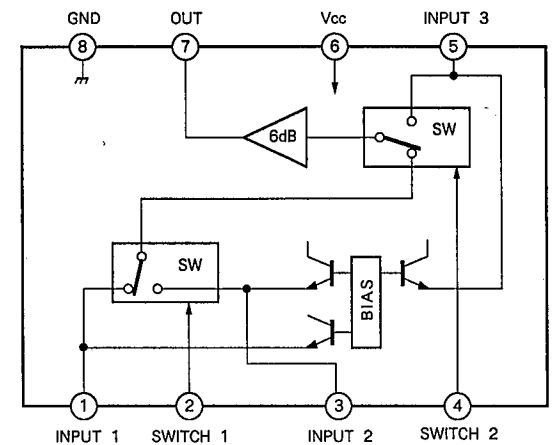 GND OUT Vcc INPUT 3
8 7 6 5
SW
6dB
SW
BIAS
1 2 3 4
INPUT 1 SWITCH 1 INPUT 2 SWITCH 2